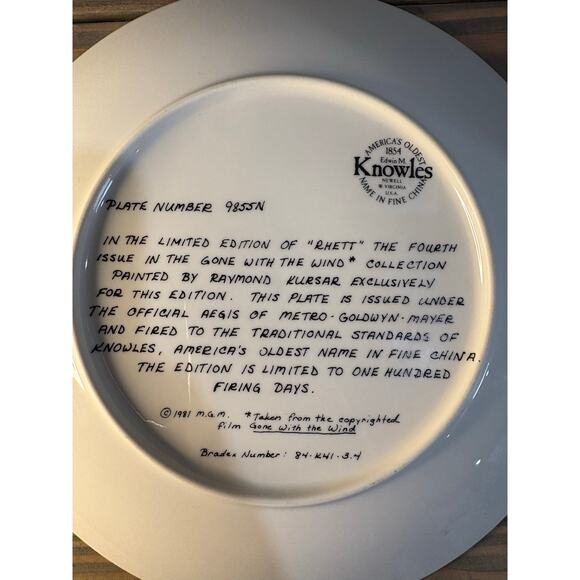 AMERICA'S OLDEST
1854
Edwin M.
Knowles
NEWELL
W. VIRGINIA
U.S.A.
NAME IN FINE CHINA
PLATE NUMBER 9855N
IN THE LIMITED EDITION OF "RHETT" THE FOURTH
ISSUE IN THE GONE WITH THE WIND* COLLECTION
PAINTED BY RAYMOND KURSAR EXCLUSIVELY
FOR THIS EDITION. THIS PLATE IS ISSUED UNDER
THE OFFICIAL AEGIS OF METRO-GOLDWYN-MAYER
AND FIRED TO THE TRADITIONAL STANDARDS OF
KNOWLES, AMERICA'S OLDEST NAME IN FINE CHINA.
THE EDITION IS LIMITED TO ONE HUNDRED
FIRING DAYS.
© 1981 M.G.M. *Taken from the copyrighted
film Gone With the Wind
Bradex Number: 84-K41-3.4